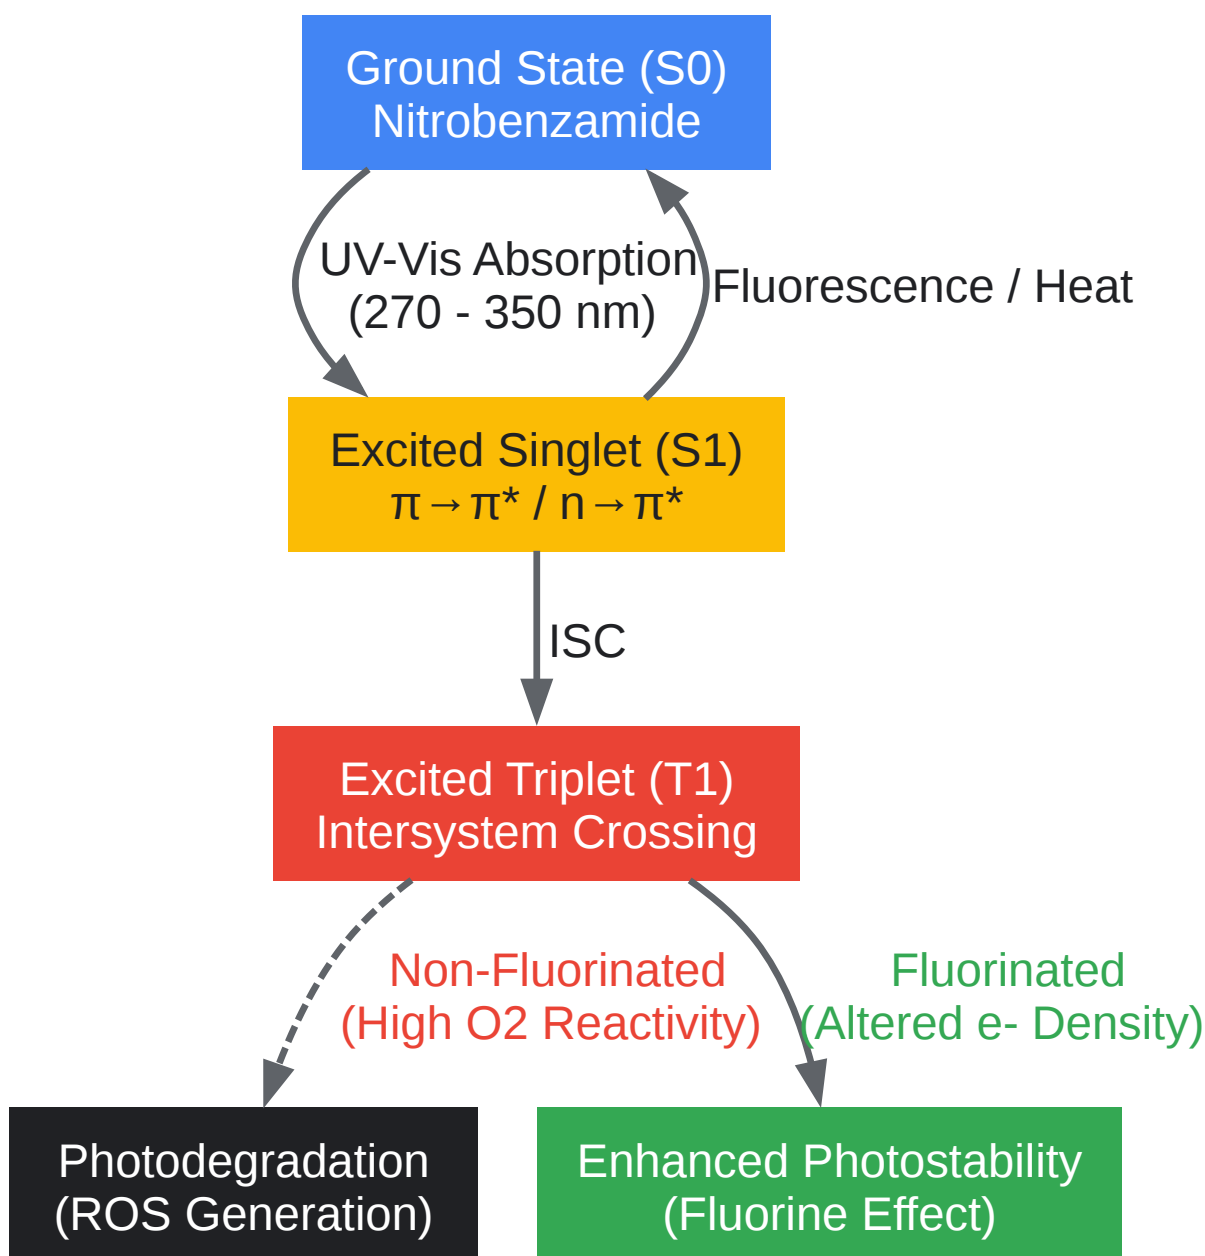 Ground State (S0)
Nitrobenzamide
UV-Vis Absorption
(270 - 350 nm)
Fluorescence / Heat
Excited Singlet (S1)
π→π* / n→π*
ISC
Excited Triplet (T1)
Intersystem Crossing
Non-Fluorinated
(High O2 Reactivity)
Fluorinated
(Altered e- Density)
Photodegradation
(ROS Generation)
Enhanced Photostability
(Fluorine Effect)